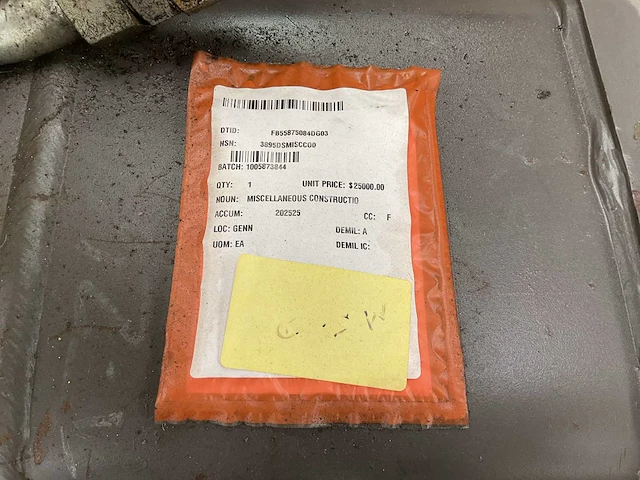 DTID: FB55875084DG03
NSN: 3895DSMISCC00
BATCH: 1005873844
QTY: 1 UNIT PRICE: $25000.00
NOUN: MISCELLANEOUS CONSTRUCTIO
ACCUM: 202525 CC: F
LOC: GENN DEMIL: A
UOM: EA DEMIL IC: